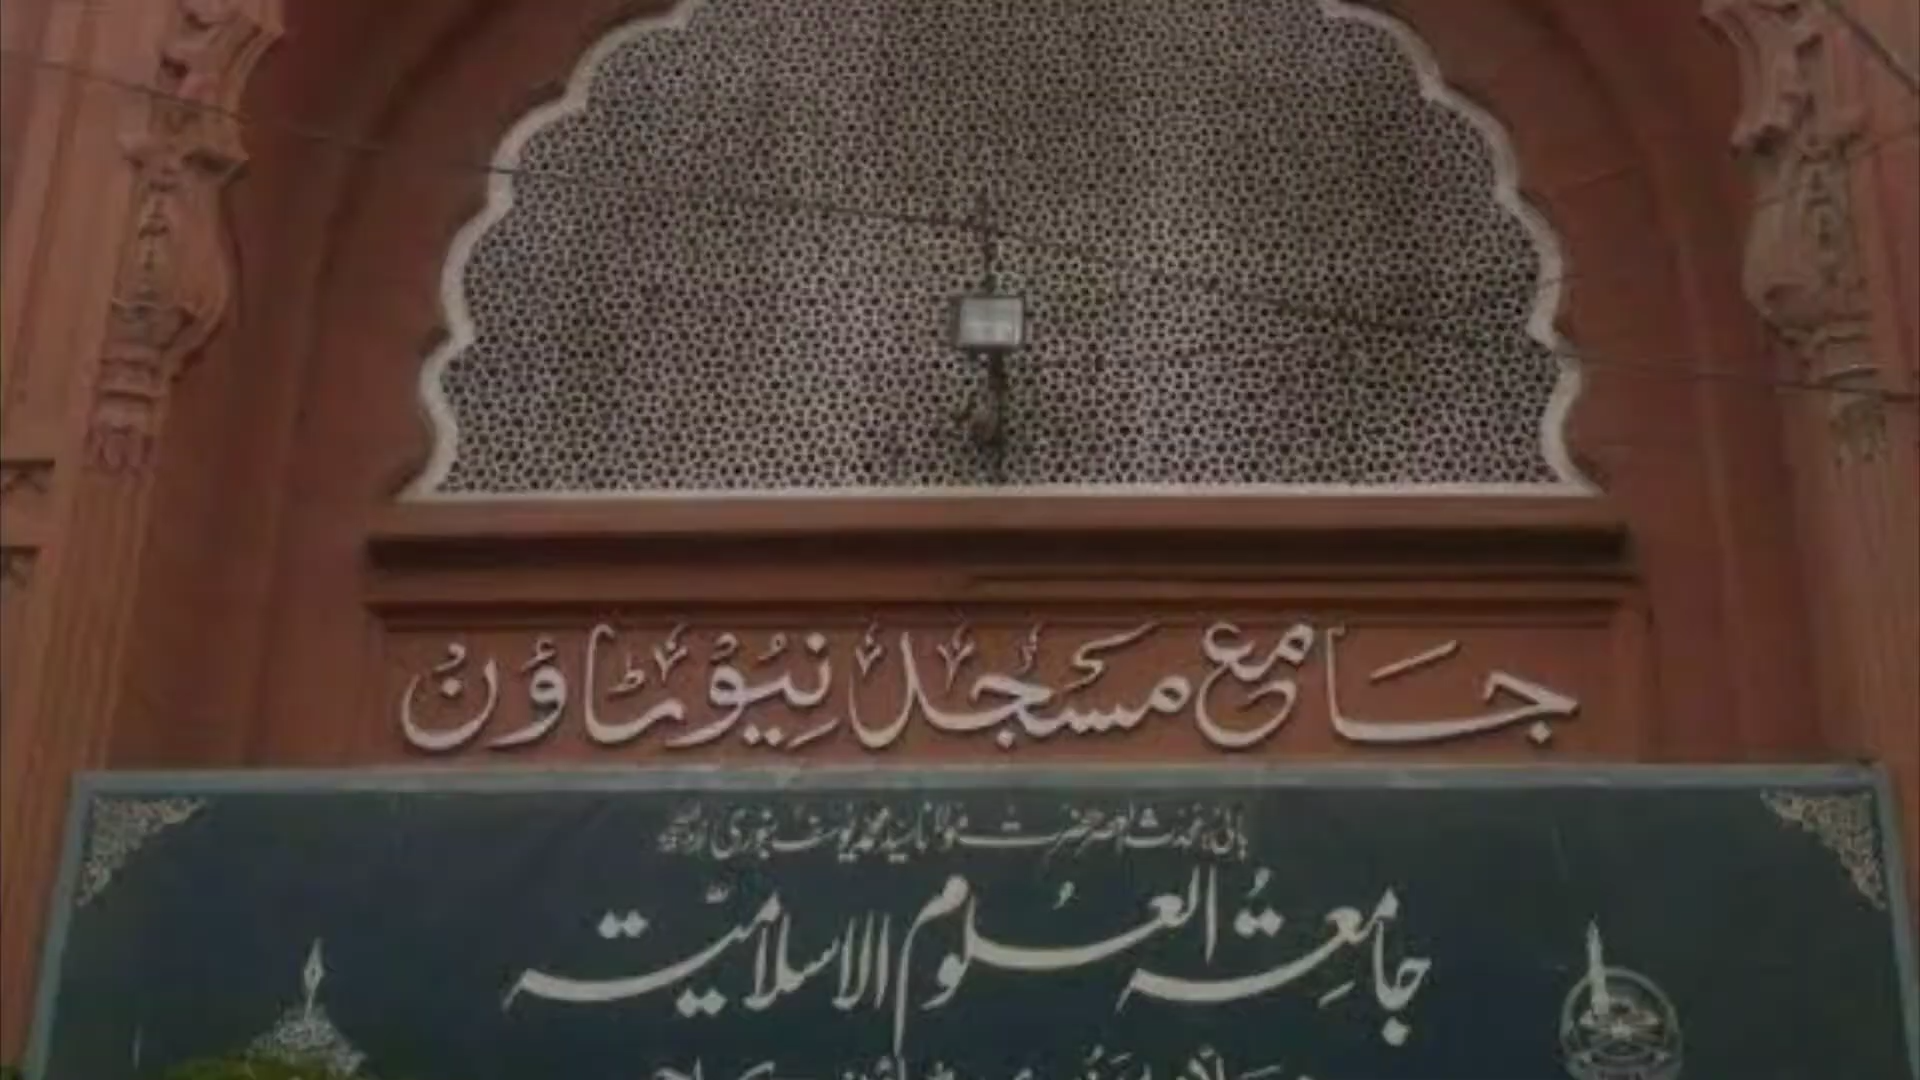 جامع مسجد نیوٹاؤن
بانی: محدث العصر حضرت مولانا سید محمد یوسف بنوری
جامعۃ العلوم الاسلامیۃ